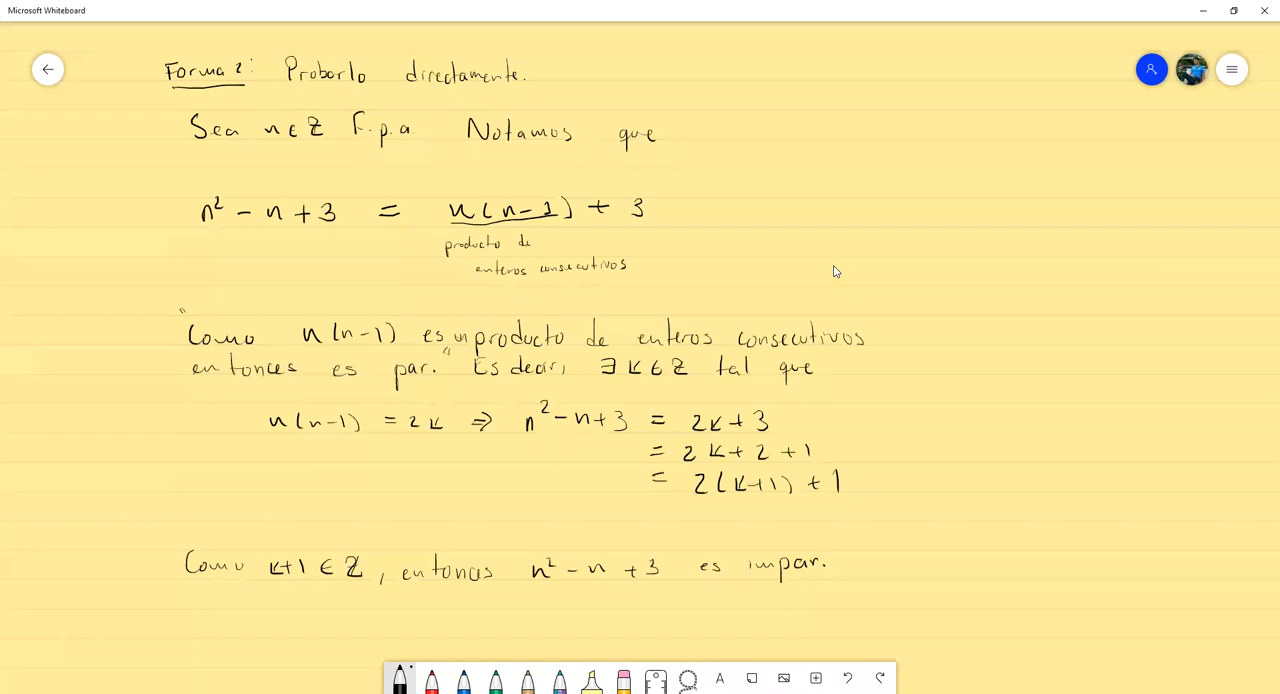 Microsoft Whiteboard
Forma 2: Probarlo directamente.
Sea n ∈ ℤ F.p.a. Notamos que
n² - n + 3 = n(n-1) + 3
producto de
enteros consecutivos
"Como n(n-1) es un producto de enteros consecutivos
entonces es par." Es decir, ∃ k ∈ ℤ tal que
n(n-1) = 2k ⇒ n² - n + 3 = 2k + 3
= 2k + 2 + 1
= 2(k+1) + 1
Como k+1 ∈ ℤ, entonces n² - n + 3 es impar.